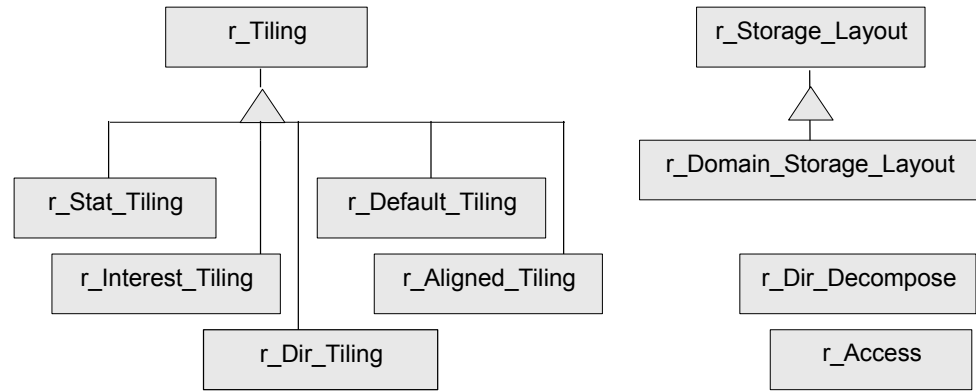 r_Tiling
r_Storage_Layout
r_Domain_Storage_Layout
r_Stat_Tiling
r_Default_Tiling
r_Interest_Tiling
r_Aligned_Tiling
r_Dir_Decompose
r_Dir_Tiling
r_Access